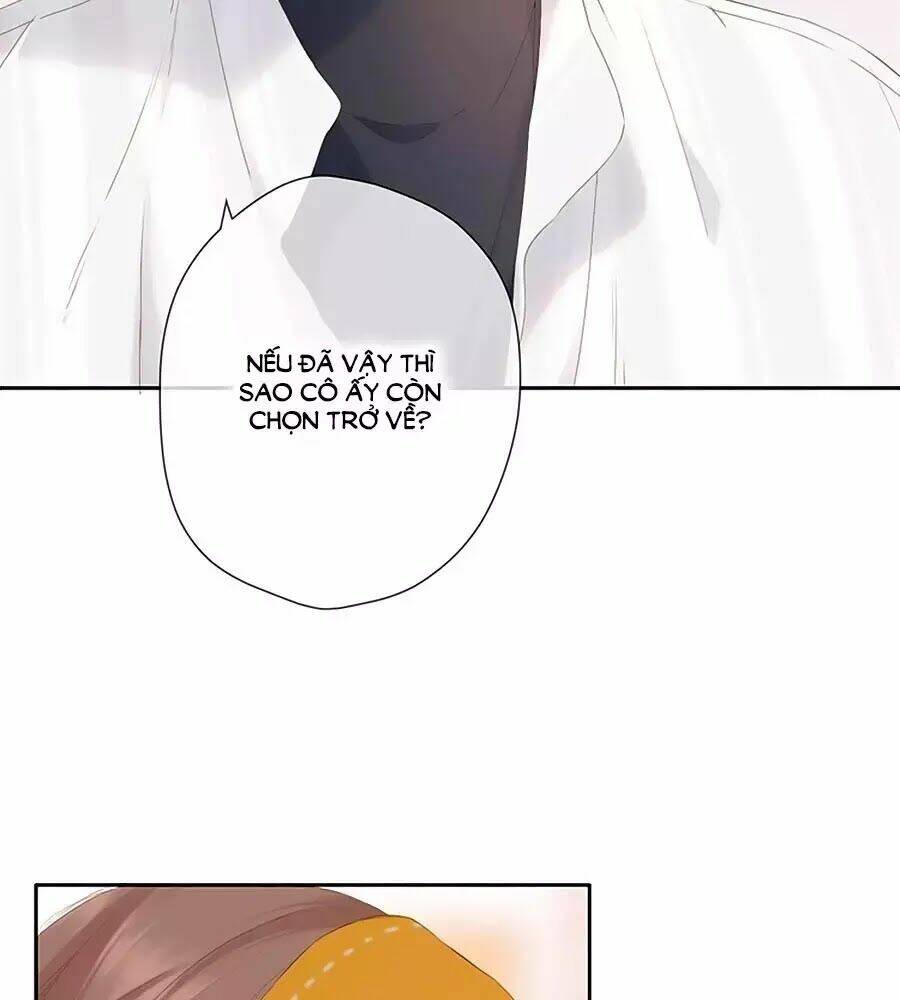 NẾU ĐÃ VẬY THÌ
SAO CÔ ẤY CÒN
CHỌN TRỞ VỀ?